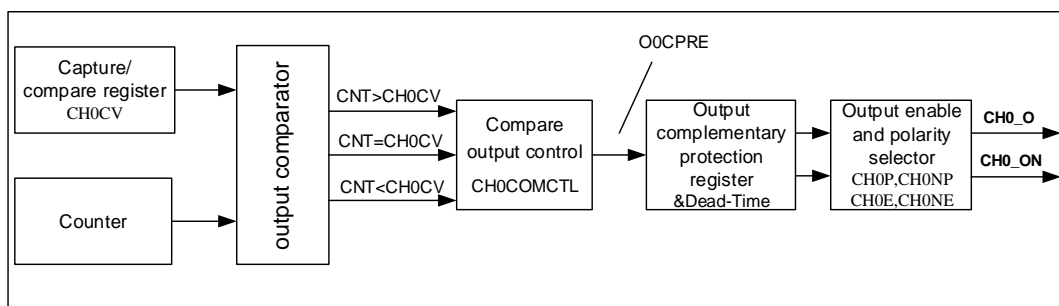 Capture/
compare register
CH0CV
Counter
output comparator
CNT>CH0CV
CNT=CH0CV
CNT<CH0CV
Compare
output control
CH0COMCTL
O0CPRE
Output
complementary
protection
register
&Dead-Time
Output enable
and polarity
selector
CH0P,CH0NP
CH0E,CH0NE
CH0_O
CH0_ON